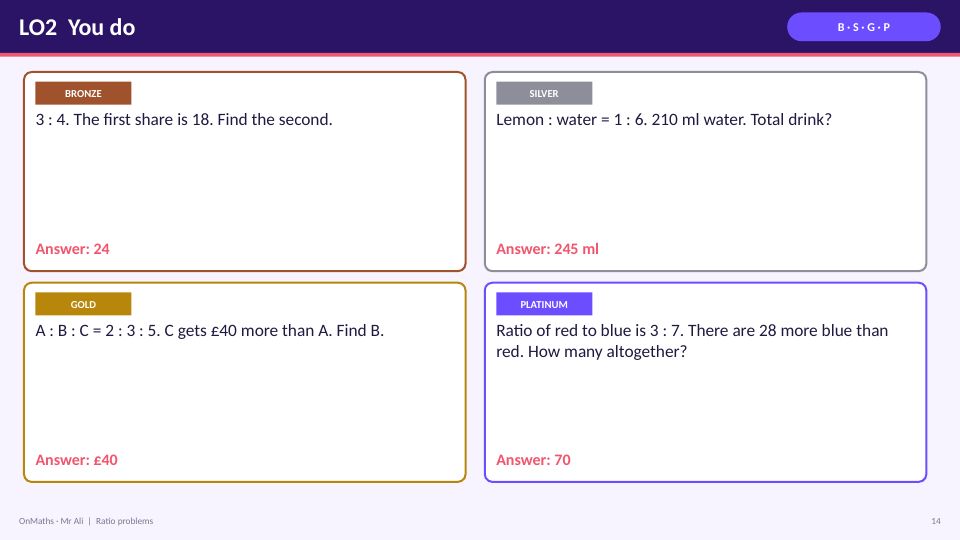 LO2  You do
B · S · G · P
BRONZE
3 : 4. The first share is 18. Find the second.
Answer: 24
SILVER
Lemon : water = 1 : 6. 210 ml water. Total drink?
Answer: 245 ml
GOLD
A : B : C = 2 : 3 : 5. C gets £40 more than A. Find B.
Answer: £40
PLATINUM
Ratio of red to blue is 3 : 7. There are 28 more blue than
red. How many altogether?
Answer: 70
OnMaths · Mr Ali  |  Ratio problems
14